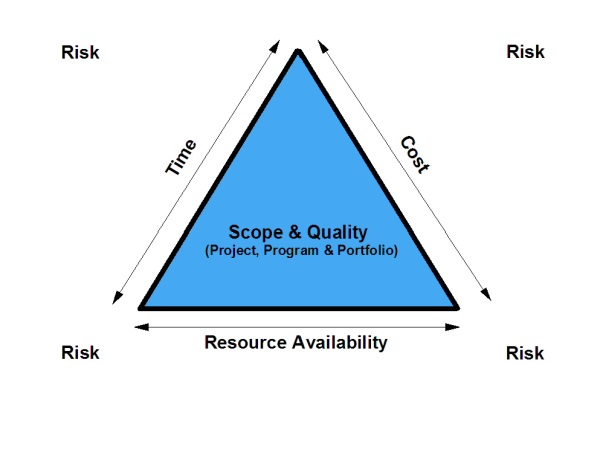 Risk
Risk
Time
Cost
Scope & Quality
(Project, Program & Portfolio)
Resource Availability
Risk
Risk